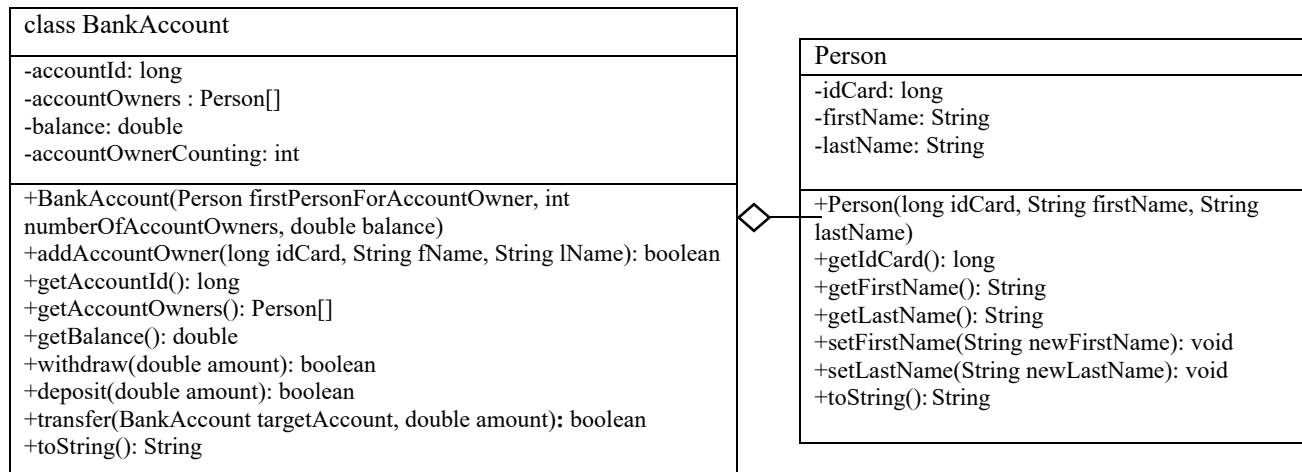 class BankAccount
-accountId: long
-accountOwners : Person[]
-balance: double
-accountOwnerCounting: int
+BankAccount(Person firstPersonForAccountOwner, int
numberOfAccountOwners, double balance)
+addAccountOwner(long idCard, String fName, String lName): boolean
+getAccountId(): long
+getAccountOwners(): Person[]
+getBalance(): double
+withdraw(double amount): boolean
+deposit(double amount): boolean
+transfer(BankAccount targetAccount, double amount): boolean
+toString(): String
Person
-idCard: long
-firstName: String
-lastName: String
+Person(long idCard, String firstName, String
lastName)
+getIdCard(): long
+getFirstName(): String
+getLastName(): String
+setFirstName(String newFirstName): void
+setLastName(String newLastName): void
+toString(): String